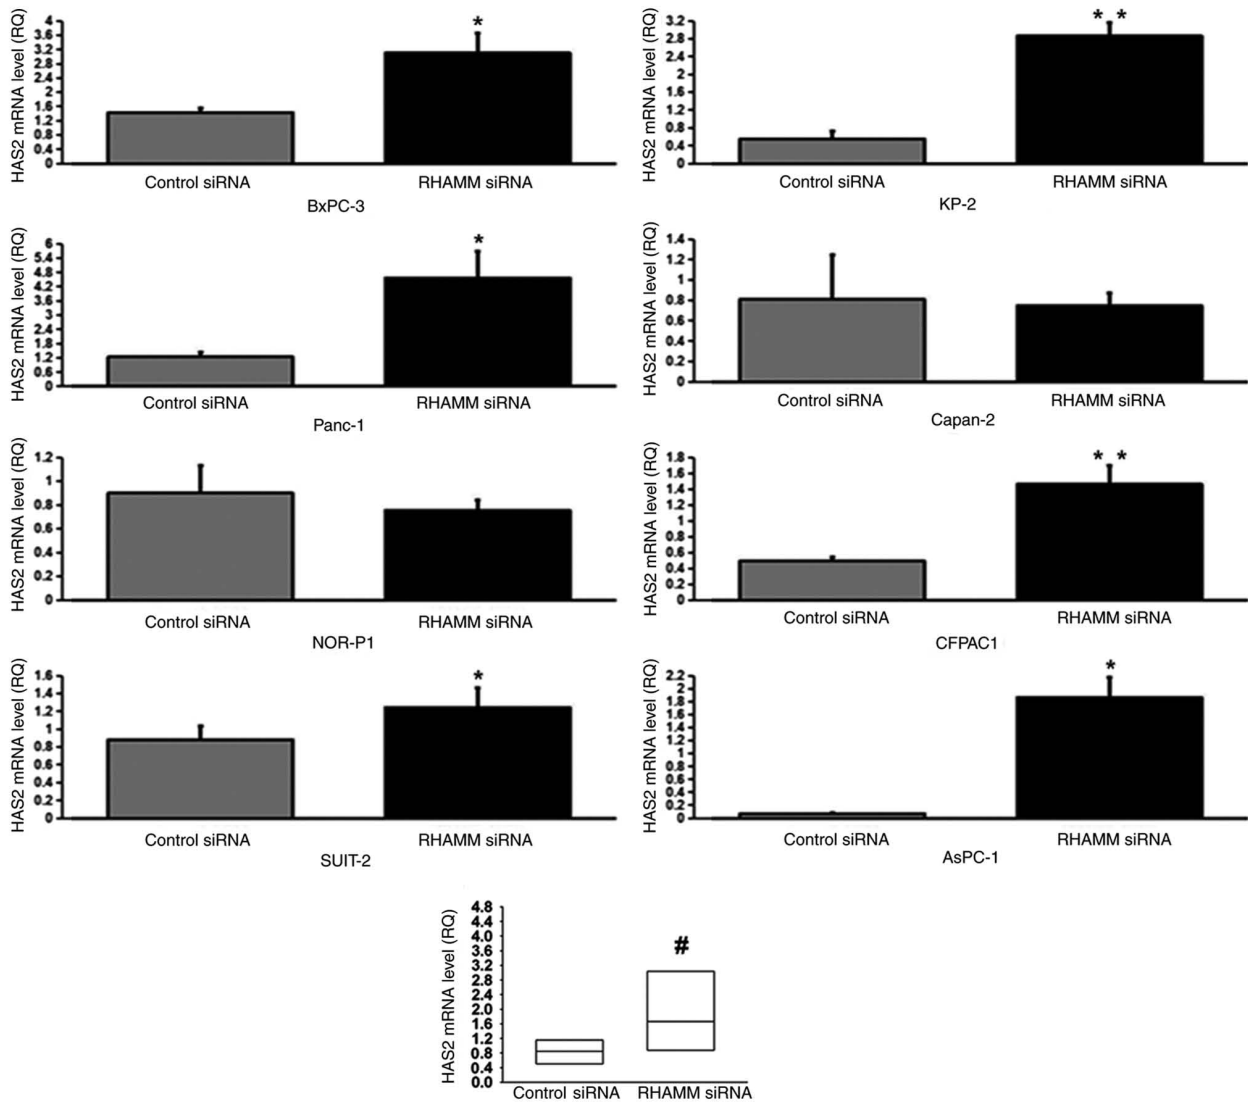 HAS2 mRNA level (RQ)
4
3.6
3.2
2.8
2.4
2
1.6
1.2
0.8
0.4
0
*
Control siRNA
RHAMM siRNA
BxPC-3
HAS2 mRNA level (RQ)
3.2
2.8
2.4
2
1.6
1.2
0.8
0.4
0
* *
Control siRNA
RHAMM siRNA
KP-2
HAS2 mRNA level (RQ)
6
5.4
4.8
4.2
3.6
3
2.4
1.8
1.2
0.6
0
*
Control siRNA
RHAMM siRNA
Panc-1
HAS2 mRNA level (RQ)
1.4
1.2
1
0.8
0.6
0.4
0.2
0
Control siRNA
RHAMM siRNA
Capan-2
HAS2 mRNA level (RQ)
1.2
1
0.8
0.6
0.4
0.2
0
Control siRNA
RHAMM siRNA
NOR-P1
HAS2 mRNA level (RQ)
1.8
1.6
1.4
1.2
1
0.8
0.6
0.4
0.2
0
* *
Control siRNA
RHAMM siRNA
CFPAC1
HAS2 mRNA level (RQ)
1.6
1.4
1.2
1
0.8
0.6
0.4
0.2
0
*
Control siRNA
RHAMM siRNA
SUIT-2
HAS2 mRNA level (RQ)
2.2
2
1.8
1.6
1.4
1.2
1
0.8
0.6
0.4
0.2
0
*
Control siRNA
RHAMM siRNA
AsPC-1
HAS2 mRNA level (RQ)
4.8
4.4
4.0
3.6
3.2
2.8
2.4
2.0
1.6
1.2
0.8
0.4
0.0
#
Control siRNA
RHAMM siRNA